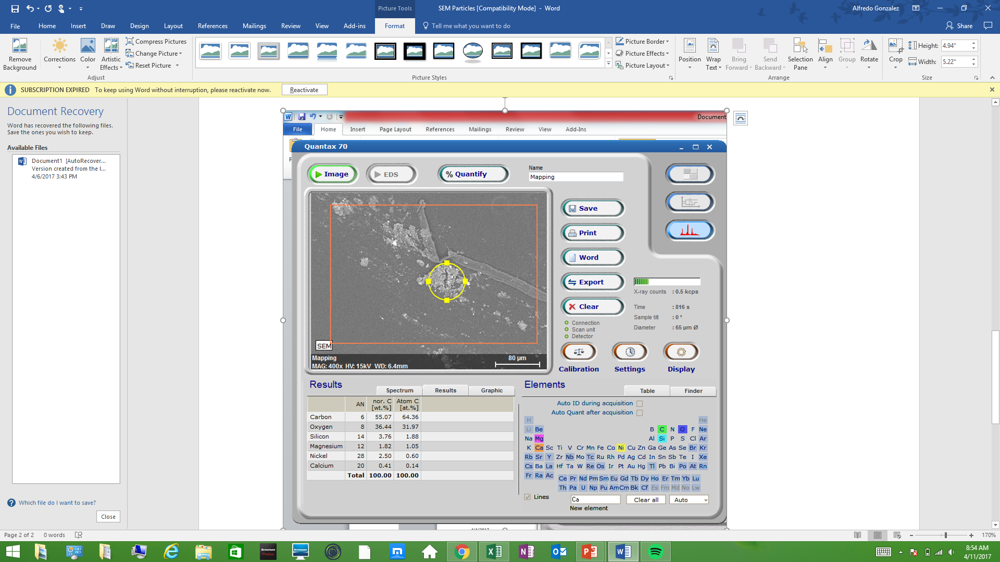 Picture Tools
SEM Particles [Compatibility Mode] - Word
Alfredo Gonzalez
File Home Insert Draw Design Layout References Mailings Review View Add-ins Format Tell me what you want to do
Share
Remove Background
Corrections
Color
Artistic Effects
Compress Pictures
Change Picture
Reset Picture
Adjust
Picture Styles
Picture Border
Picture Effects
Picture Layout
Position
Wrap Text
Bring Forward
Send Backward
Selection Pane
Align
Group
Rotate
Arrange
Crop
Height: 4.94"
Width: 5.22"
Size
SUBSCRIPTION EXPIRED To keep using Word without interruption, please reactivate now. Reactivate
Document Recovery
Word has recovered the following files.
Save the ones you wish to keep.
Available Files
Document1 [AutoRecover...
Version created from the l...
4/6/2017 3:43 PM
Which file do I want to save?
Close
Document
File Home Insert Page Layout References Mailings Review View Add-Ins
Quantax 70
Image
EDS
% Quantify
Name
Mapping
Save
Print
Word
Export
Clear
X-ray counts : 0.5 kcps
Time : 816 s
Sample tilt : 0 °
Diameter : 65 µm Ø
Connection
Scan unit
Detector
Calibration
Settings
Display
SEM
Mapping
MAG: 400x HV: 15kV WD: 6.4mm
80 µm
Results
Spectrum Results Graphic
AN nor. C [wt.%] Atom C [at.%]
Carbon 6 55.07 64.36
Oxygen 8 36.44 31.97
Silicon 14 3.76 1.88
Magnesium 12 1.82 1.05
Nickel 28 2.50 0.60
Calcium 20 0.41 0.14
Total 100.00 100.00
Elements
Table Finder
Auto ID during acquisition
Auto Quant after acquisition
H He
Li Be B C N O F Ne
Na Mg Al Si P S Cl Ar
K Ca Sc Ti V Cr Mn Fe Co Ni Cu Zn Ga Ge As Se Br Kr
Rb Sr Y Zr Nb Mo Tc Ru Rh Pd Ag Cd In Sn Sb Te I Xe
Cs Ba La Hf Ta W Re Os Ir Pt Au Hg Tl Pb Bi Po At Rn
Fr Ra Ac Ce Pr Nd Pm Sm Eu Gd Tb Dy Ho Er Tm Yb Lu
Th Pa U Np Pu Am Cm Bk Cf Es Fm Md No Lw
Lines
Ca
Clear all
Auto
New element
Page 2 of 2 0 words
170%
lenovo
Photos
lenovo
8:54 AM
4/11/2017